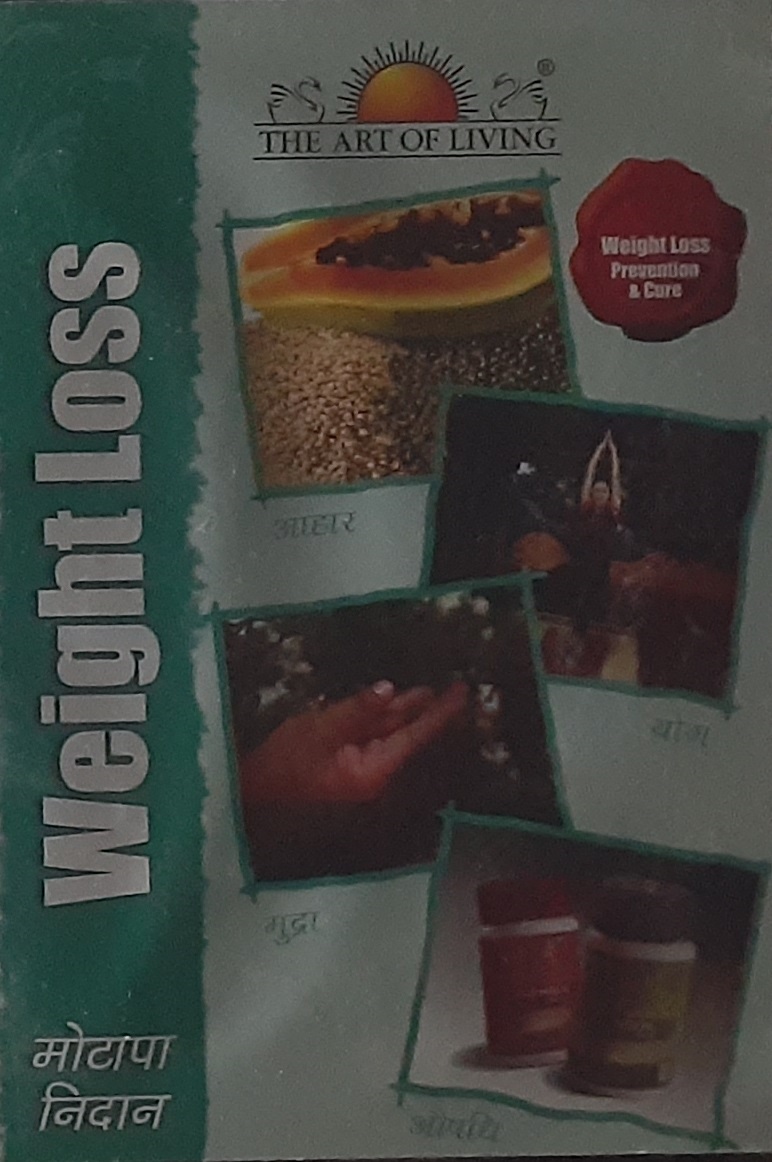 ®
THE ART OF LIVING
Weight Loss
Prevention
& Cure
Weight Loss
आहार
योग
मुद्रा
औषधि
मोटापा
निदान